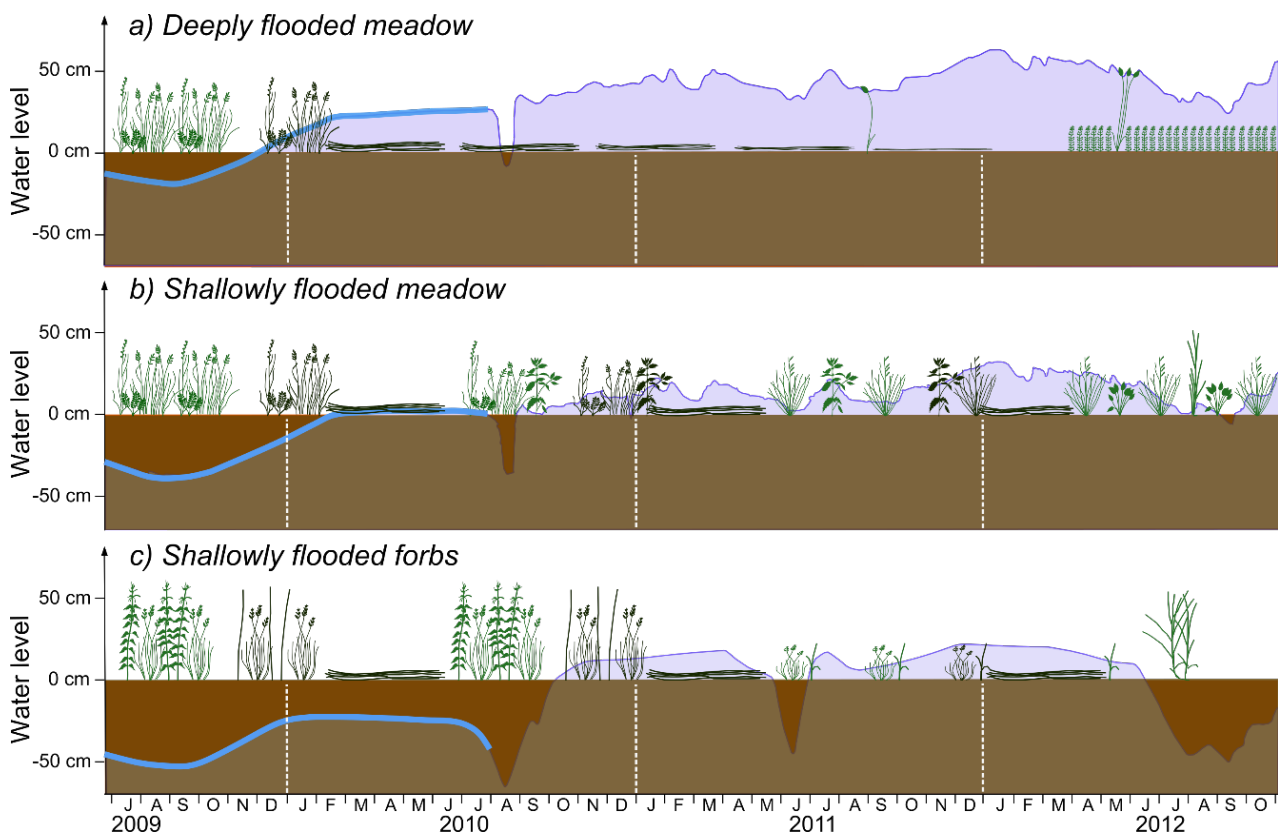 a) Deeply flooded meadow
50 cm
0 cm
-50 cm
Water level
b) Shallowly flooded meadow
50 cm
0 cm
-50 cm
Water level
c) Shallowly flooded forbs
50 cm
0 cm
-50 cm
Water level
J A S O N D J F M A M J J A S O N D J F M A M J J A S O N D J F M A M J J A S O
2009 2010 2011 2012